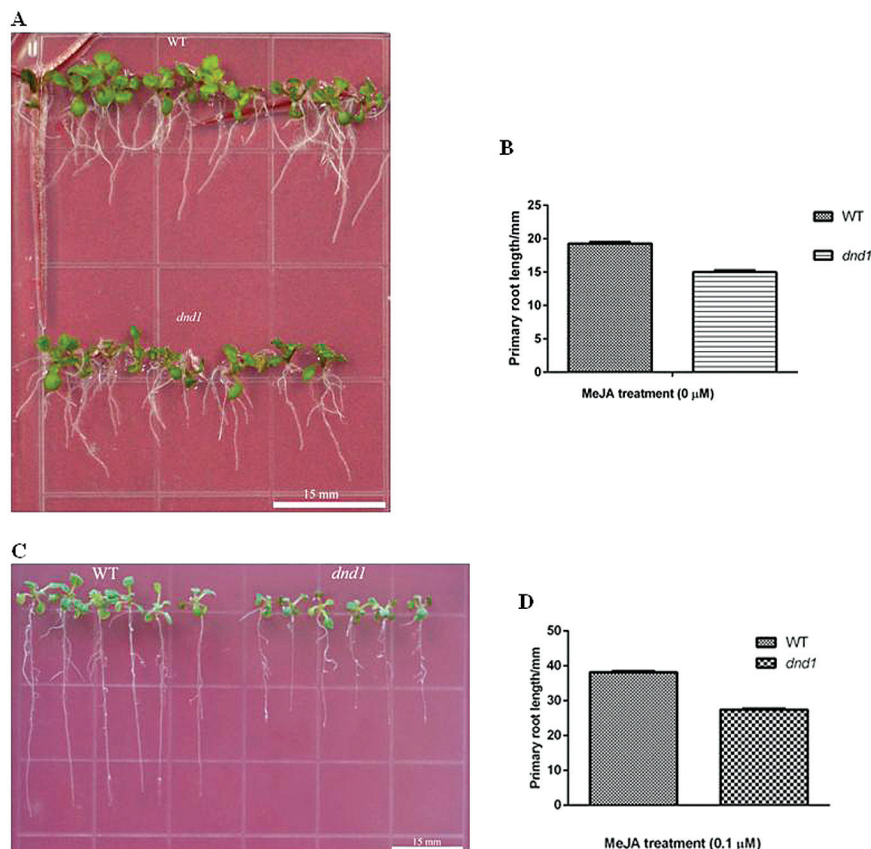 A
WT
dnd1
15 mm
B
Primary root length/mm
25
20
15
10
5
0
MeJA treatment (0 μM)
WT
dnd1
C
WT
dnd1
15 mm
D
Primary root length/mm
50
40
30
20
10
0
WT
dnd1
MeJA treatment (0.1 μM)